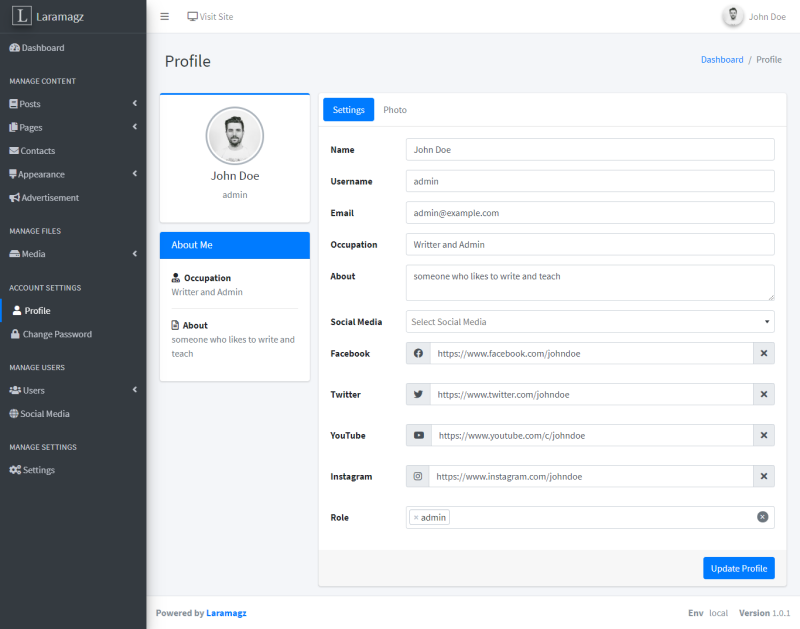 L Laramagz
Visit Site
John Doe
Dashboard
MANAGE CONTENT
Posts
Pages
Contacts
Appearance
Advertisement
MANAGE FILES
Media
ACCOUNT SETTINGS
Profile
Change Password
MANAGE USERS
Users
Social Media
MANAGE SETTINGS
Settings
Profile
Dashboard / Profile
John Doe
admin
About Me
Occupation
Writter and Admin
About
someone who likes to write and
teach
Settings Photo
Name John Doe
Username admin
Email admin@example.com
Occupation Writter and Admin
About someone who likes to write and teach
Social Media Select Social Media
Facebook https://www.facebook.com/johndoe
Twitter https://www.twitter.com/johndoe
YouTube https://www.youtube.com/c/johndoe
Instagram https://www.instagram.com/johndoe
Role × admin
Update Profile
Powered by Laramagz
Env local Version 1.0.1